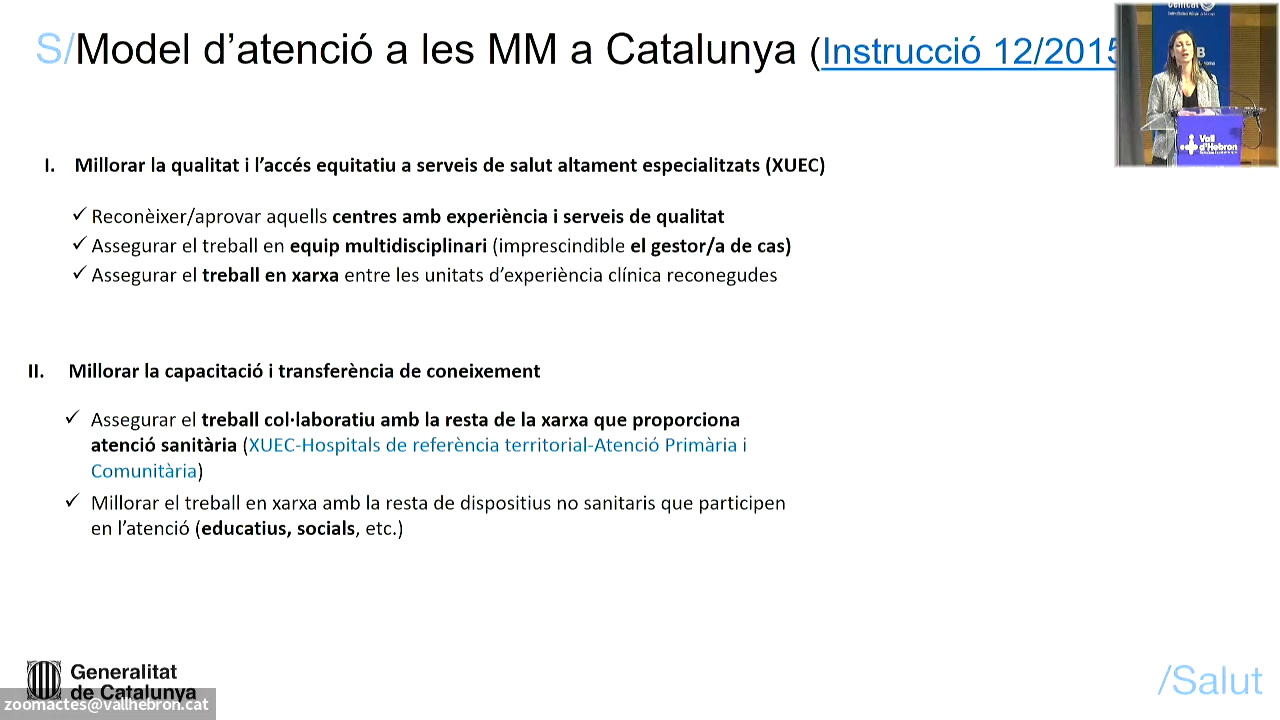 S/Model d’atenció a les MM a Catalunya (Instrucció 12/2015
I. Millorar la qualitat i l’accés equitatiu a serveis de salut altament especialitzats (XUEC)
✓ Reconèixer/aprovar aquells centres amb experiència i serveis de qualitat
✓ Assegurar el treball en equip multidisciplinari (imprescindible el gestor/a de cas)
✓ Assegurar el treball en xarxa entre les unitats d’experiència clínica reconegudes
II. Millorar la capacitació i transferència de coneixement
✓ Assegurar el treball col·laboratiu amb la resta de la xarxa que proporciona
atenció sanitària (XUEC-Hospitals de referència territorial-Atenció Primària i
Comunitària)
✓ Millorar el treball en xarxa amb la resta de dispositius no sanitaris que participen
en l’atenció (educatius, socials, etc.)
Vall
d'Hebron
Generalitat
de Catalunya
zoomactes@vallhebron.cat
/Salut